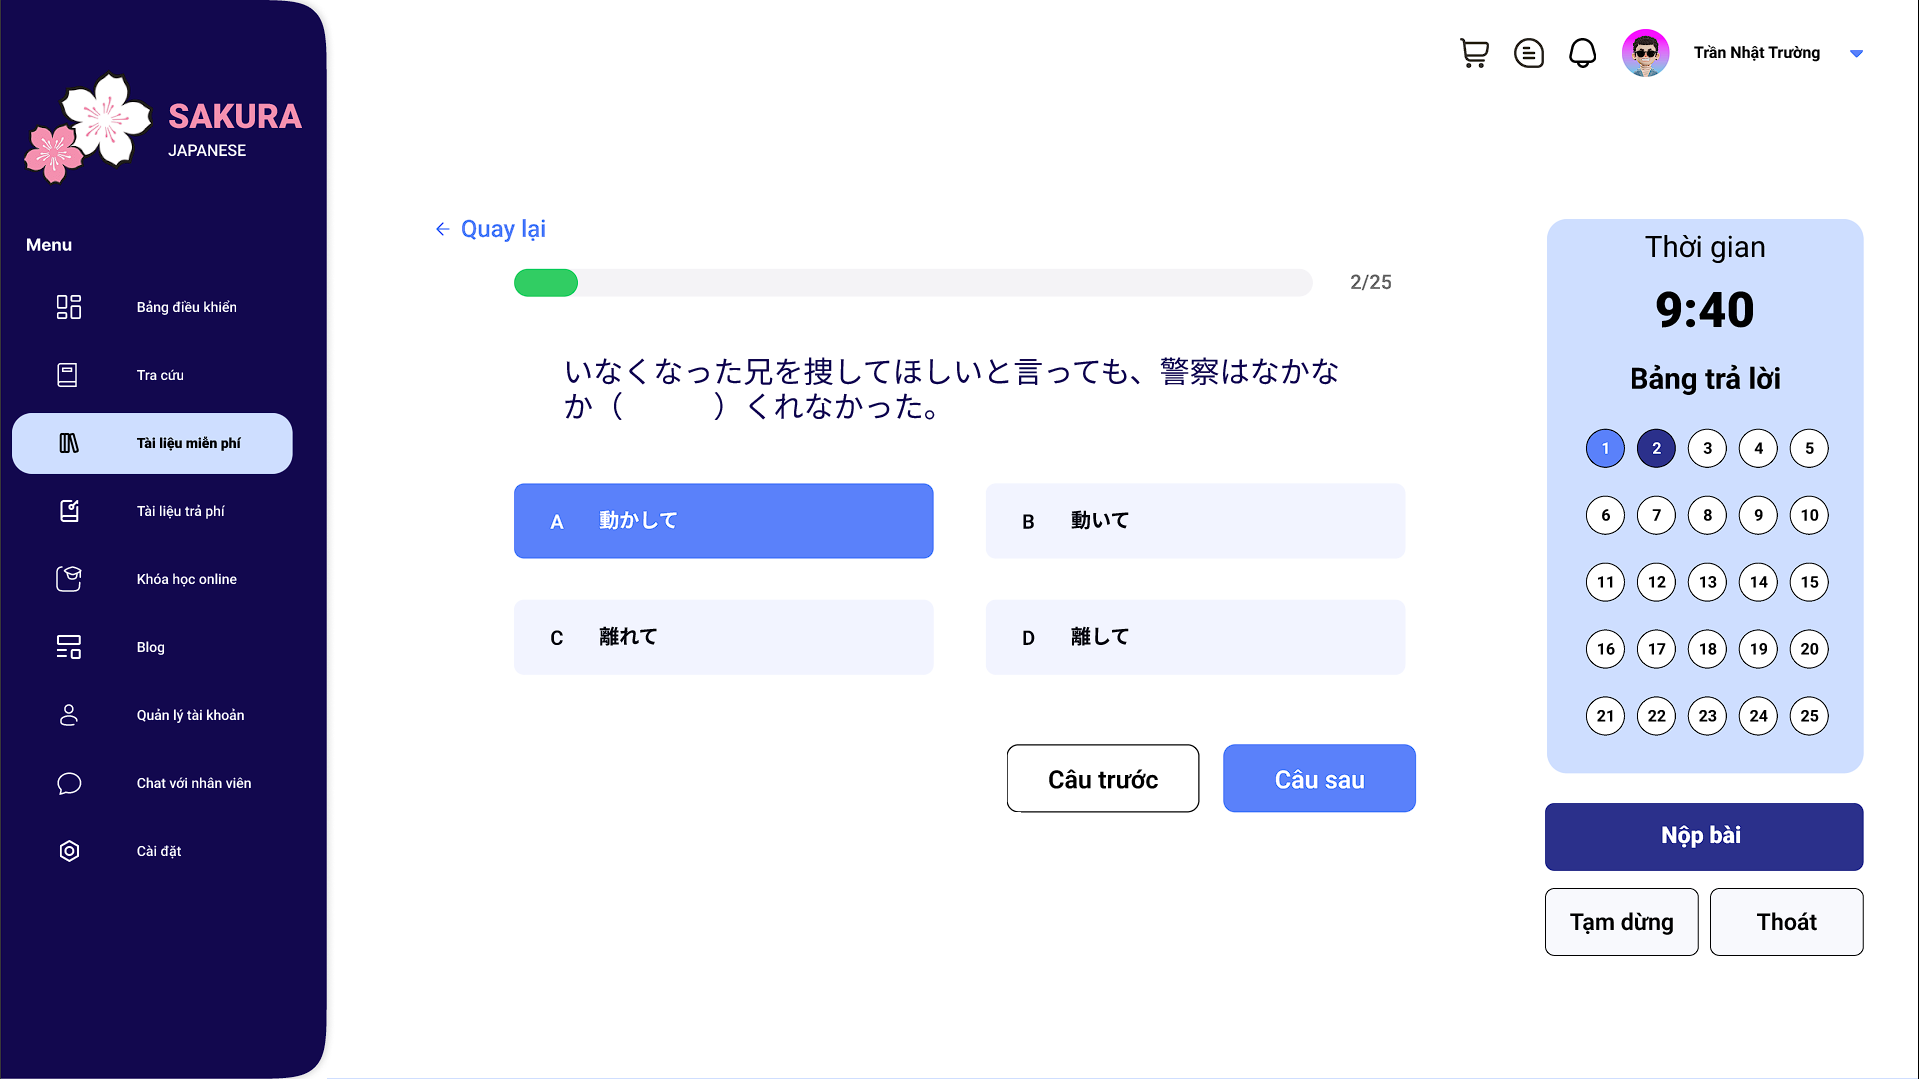 SAKURA
JAPANESE
Menu
Bảng điều khiển
Tra cứu
Tài liệu miễn phí
Tài liệu trả phí
Khóa học online
Blog
Quản lý tài khoản
Chat với nhân viên
Cài đặt
Trần Nhật Trường
← Quay lại
2/25
いなくなった兄を捜してほしいと言っても、警察はなかな
か（　　　）くれなかった。
A 動かして
B 動いて
C 離れて
D 離して
Câu trước
Câu sau
Thời gian
9:40
Bảng trả lời
1 2 3 4 5
6 7 8 9 10
11 12 13 14 15
16 17 18 19 20
21 22 23 24 25
Nộp bài
Tạm dừng
Thoát